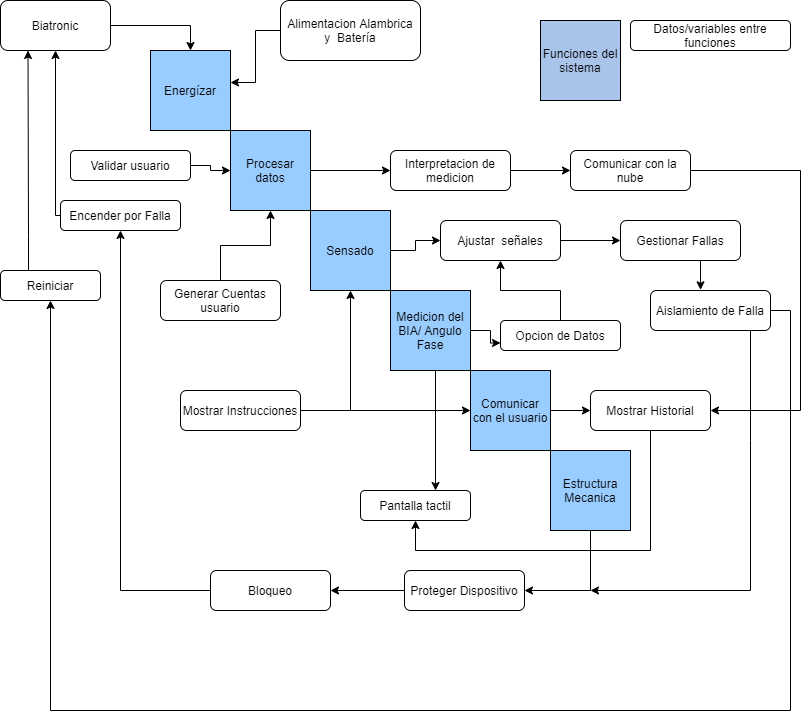 Biatronic
Alimentacion Alambrica
y Batería
Funciones del
sistema
Datos/variables entre
funciones
Energízar
Validar usuario
Procesar
datos
Interpretacion de
medicion
Comunicar con la
nube
Encender por Falla
Sensado
Ajustar señales
Gestionar Fallas
Reiniciar
Generar Cuentas
usuario
Medicion del
BIA/ Angulo
Fase
Opcion de Datos
Aislamiento de Falla
Mostrar Instrucciones
Comunicar
con el usuario
Mostrar Historial
Estructura
Mecanica
Pantalla tactil
Bloqueo
Proteger Dispositivo